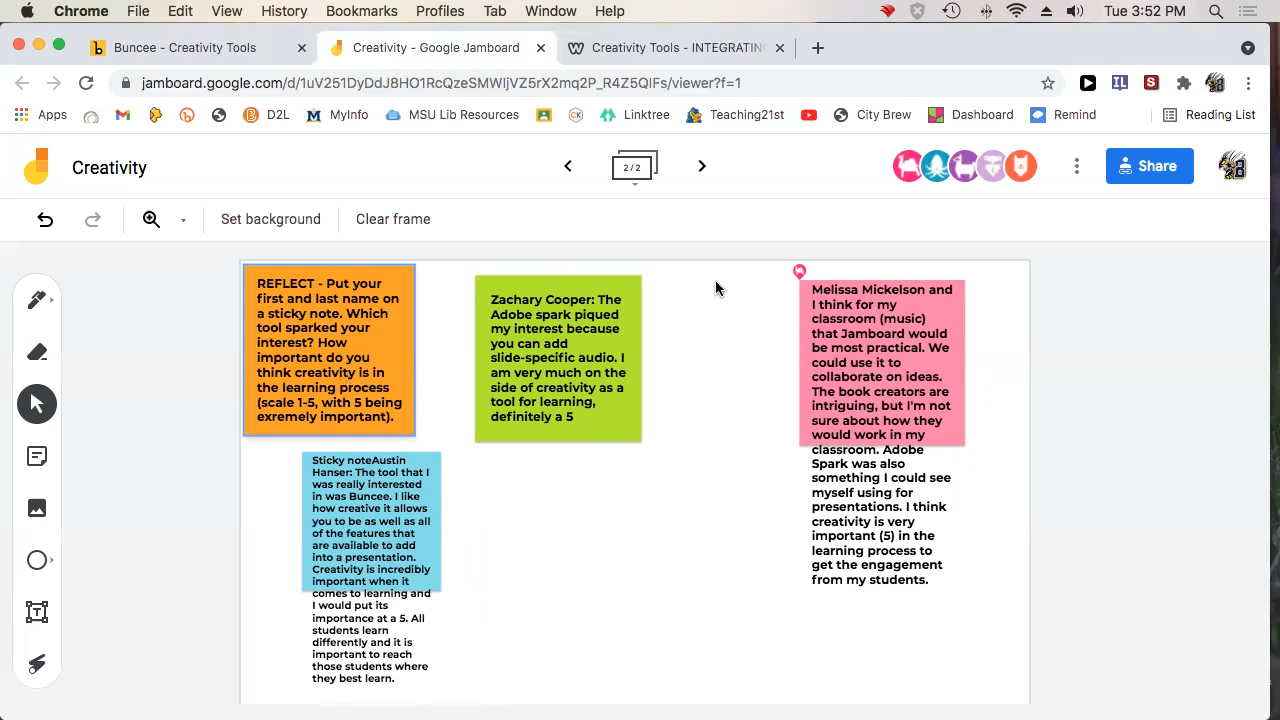 Chrome File Edit View History Bookmarks Profiles Tab Window Help Tue 3:52 PM
Buncee - Creativity Tools
Creativity - Google Jamboard
Creativity Tools - INTEGRATIN
jamboard.google.com/d/1uV251DyDdJ8HO1RcQzeSMWljVZ5rX2mq2P_R4Z5QlFs/viewer?f=1
Apps D2L MyInfo MSU Lib Resources Linktree Teaching21st City Brew Dashboard Remind Reading List
Creativity
2 / 2
Share
Set background Clear frame
REFLECT - Put your
first and last name on
a sticky note. Which
tool sparked your
interest? How
important do you
think creativity is in
the learning process
(scale 1-5, with 5 being
exremely important).
Zachary Cooper: The
Adobe spark piqued
my interest because
you can add
slide-specific audio. I
am very much on the
side of creativity as a
tool for learning,
definitely a 5
Melissa Mickelson and
I think for my
classroom (music)
that Jamboard would
be most practical. We
could use it to
collaborate on ideas.
The book creators are
intriguing, but I'm not
sure about how they
would work in my
classroom. Adobe
Spark was also
something I could see
myself using for
presentations. I think
creativity is very
important (5) in the
learning process to
get the engagement
from my students.
Sticky noteAustin
Hanser: The tool that I
was really interested
in was Buncee. I like
how creative it allows
you to be as well as all
of the features that
are available to add
into a presentation.
Creativity is incredibly
important when it
comes to learning and
I would put its
importance at a 5. All
students learn
differently and it is
important to reach
those students where
they best learn.